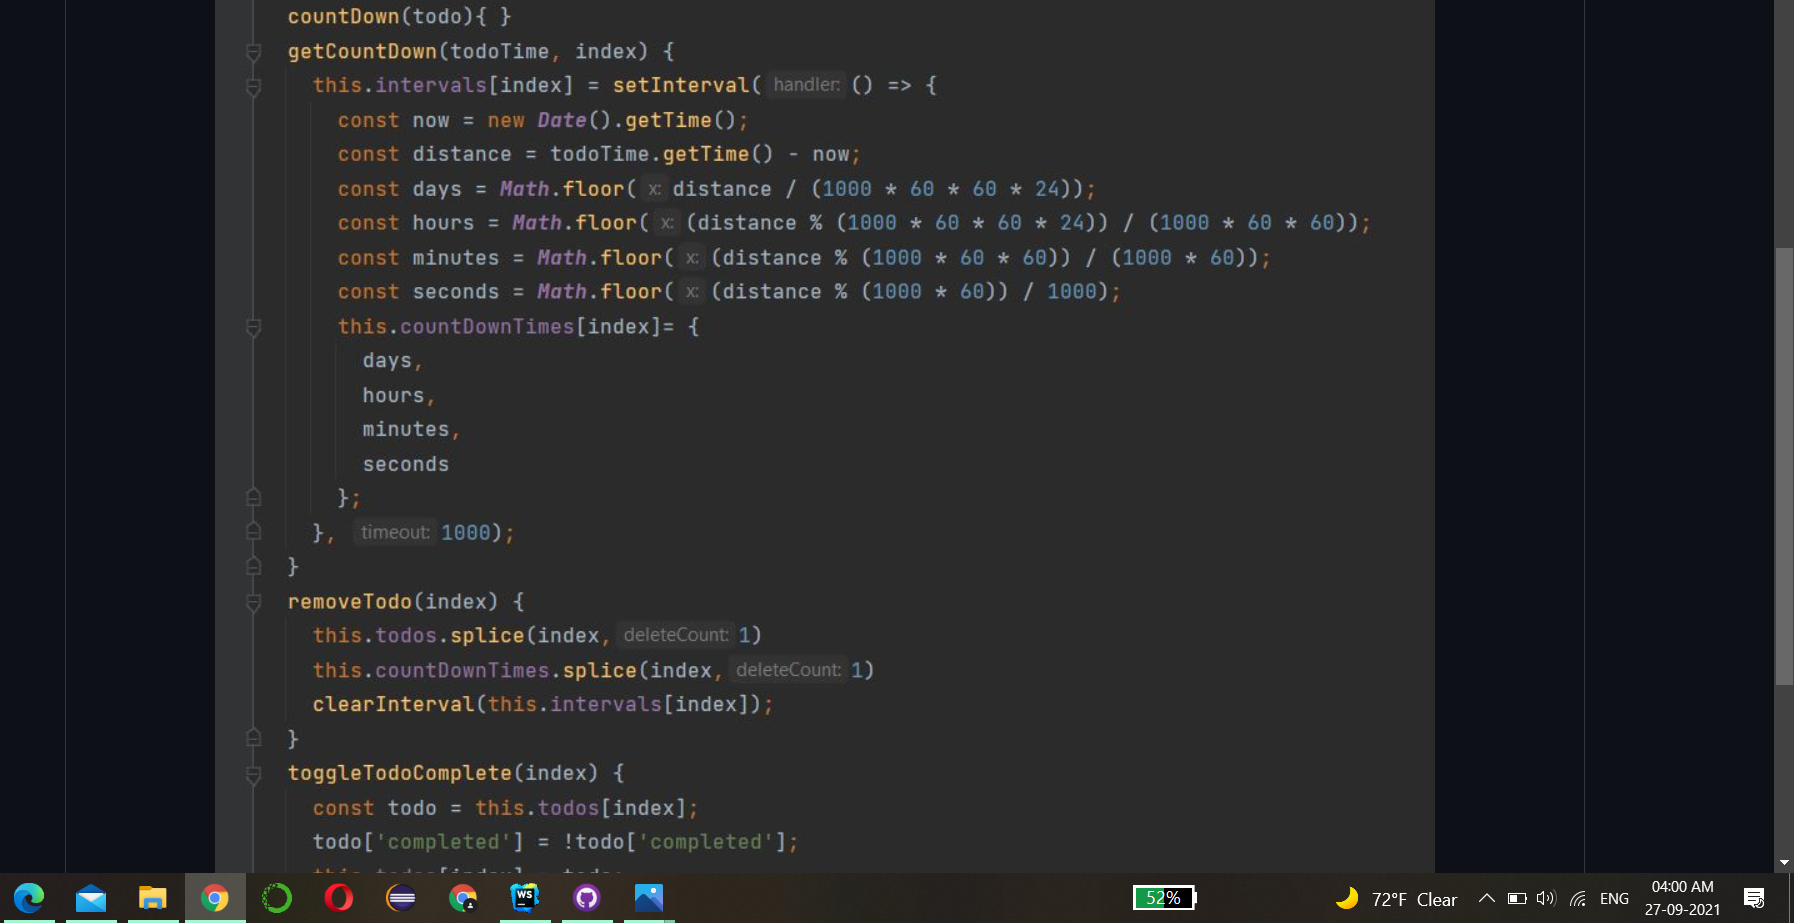 countDown(todo){ }
getCountDown(todoTime, index) {
this.intervals[index] = setInterval( handler: () => {
const now = new Date().getTime();
const distance = todoTime.getTime() - now;
const days = Math.floor( x: distance / (1000 * 60 * 60 * 24));
const hours = Math.floor( x: (distance % (1000 * 60 * 60 * 24)) / (1000 * 60 * 60));
const minutes = Math.floor( x: (distance % (1000 * 60 * 60)) / (1000 * 60));
const seconds = Math.floor( x: (distance % (1000 * 60)) / 1000);
this.countDownTimes[index]= {
days,
hours,
minutes,
seconds
};
}, timeout: 1000);
}
removeTodo(index) {
this.todos.splice(index, deleteCount: 1)
this.countDownTimes.splice(index, deleteCount: 1)
clearInterval(this.intervals[index]);
}
toggleTodoComplete(index) {
const todo = this.todos[index];
todo['completed'] = !todo['completed'];
WS
52%
72°F Clear
ENG
04:00 AM
27-09-2021